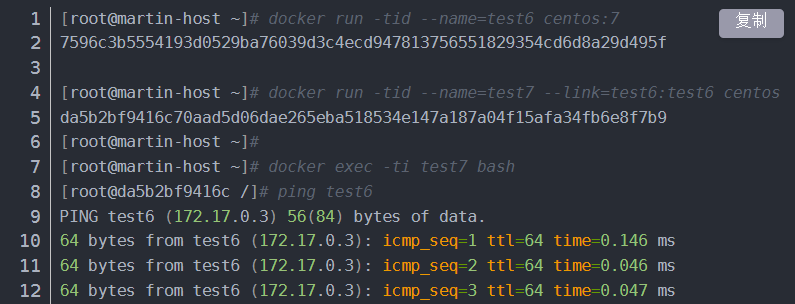 复制
1 [root@martin-host ~]# docker run -tid --name=test6 centos:7
2 7596c3b5554193d0529ba76039d3c4ecd947813756551829354cd6d8a29d495f
3
4 [root@martin-host ~]# docker run -tid --name=test7 --link=test6:test6 centos
5 da5b2bf9416c70aad5d06dae265eba518534e147a187a04f15afa34fb6e8f7b9
6 [root@martin-host ~]#
7 [root@martin-host ~]# docker exec -ti test7 bash
8 [root@da5b2bf9416c /]# ping test6
9 PING test6 (172.17.0.3) 56(84) bytes of data.
10 64 bytes from test6 (172.17.0.3): icmp_seq=1 ttl=64 time=0.146 ms
11 64 bytes from test6 (172.17.0.3): icmp_seq=2 ttl=64 time=0.046 ms
12 64 bytes from test6 (172.17.0.3): icmp_seq=3 ttl=64 time=0.047 ms